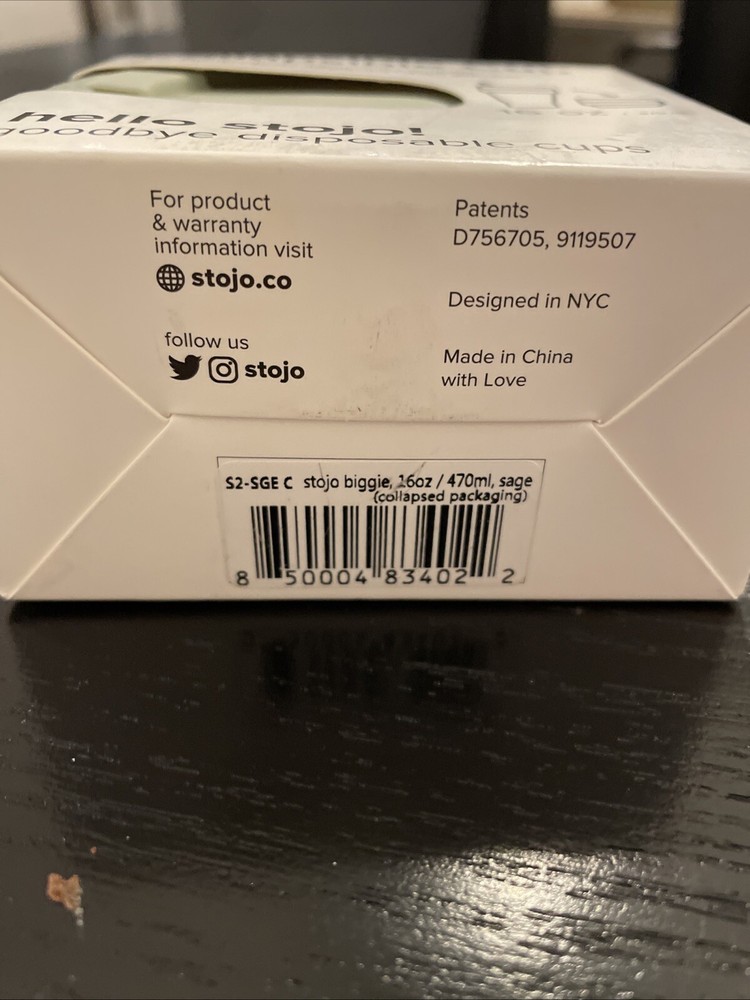 hello stojo!
goodbye disposable cups
For product
& warranty
information visit
stojo.co
follow us
stojo
Patents
D756705, 9119507
Designed in NYC
Made in China
with Love
S2-SGE C stojo biggie, 16oz / 470ml, sage
(collapsed packaging)
8 50004 83402 2